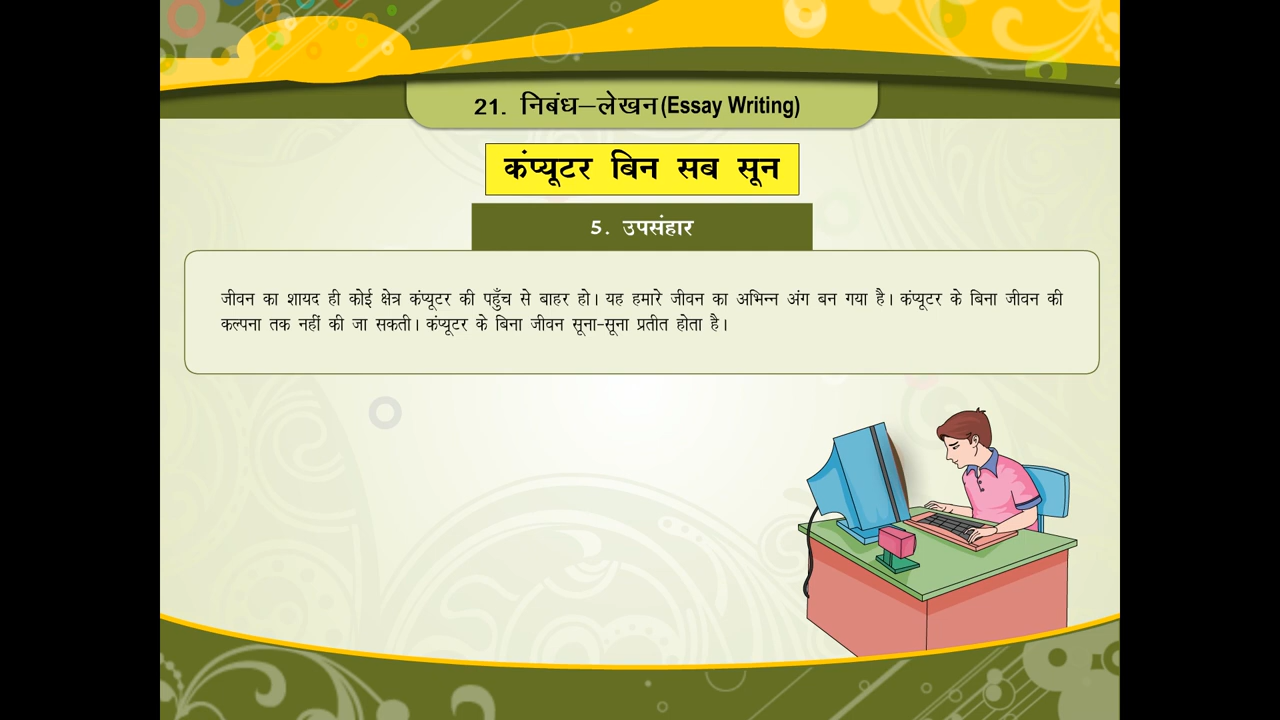 21. निबंध–लेखन(Essay Writing)
कंप्यूटर बिन सब सून
5. उपसंहार
जीवन का शायद ही कोई क्षेत्र कंप्यूटर की पहुँच से बाहर हो। यह हमारे जीवन का अभिन्न अंग बन गया है। कंप्यूटर के बिना जीवन की
कल्पना तक नहीं की जा सकती। कंप्यूटर के बिना जीवन सूना-सूना प्रतीत होता है।